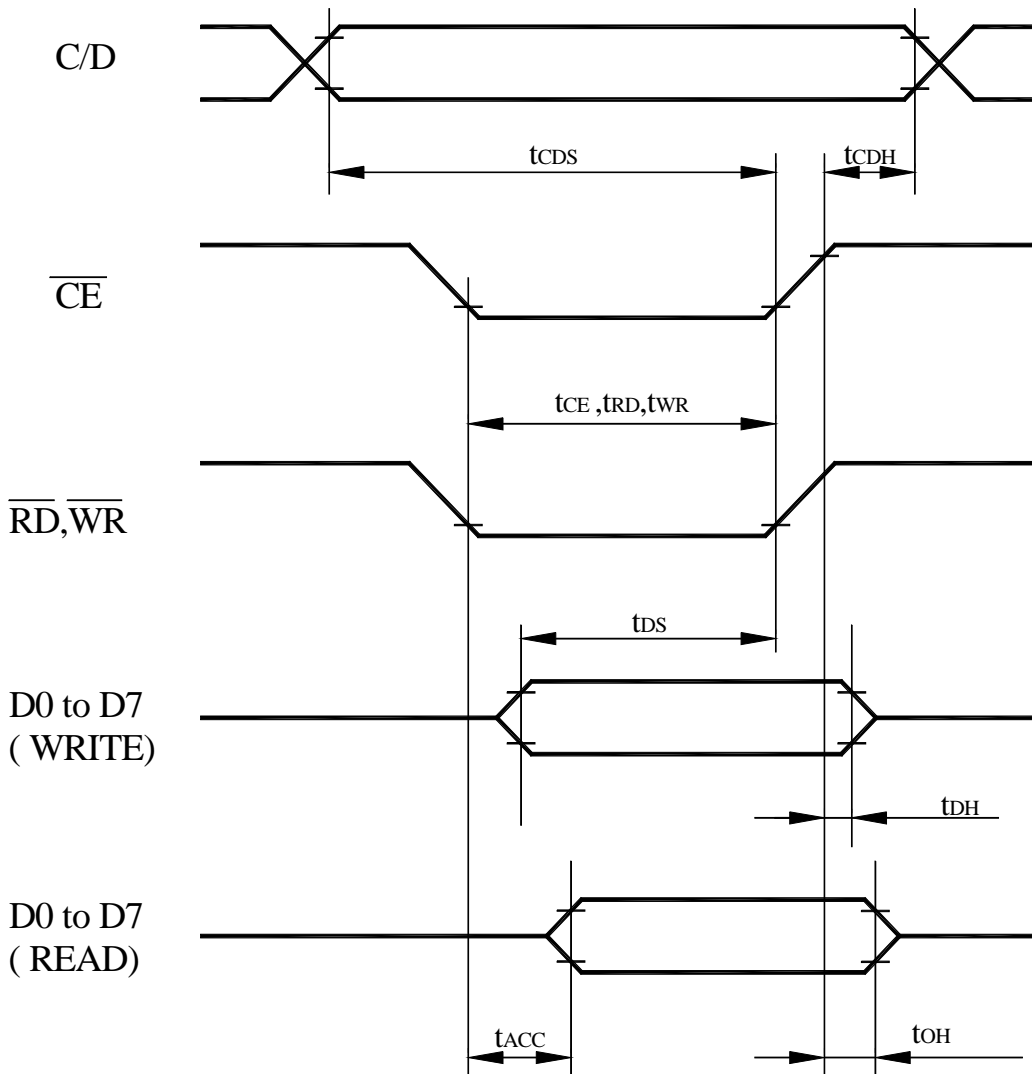 C/D
tCDS
tCDH
CE
tCE ,tRD,tWR
RD,WR
tDS
D0 to D7
( WRITE)
tDH
D0 to D7
( READ)
tACC
tOH